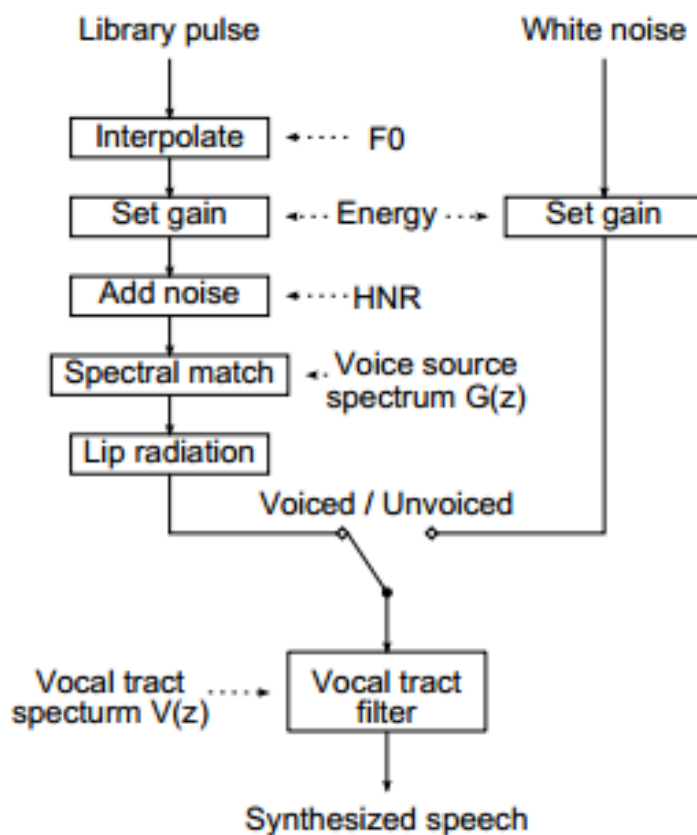 Library pulse
White noise
Interpolate
F0
Set gain
Energy
Set gain
Add noise
HNR
Spectral match
Voice source
spectrum G(z)
Lip radiation
Voiced / Unvoiced
Vocal tract
specturm V(z)
Vocal tract
filter
Synthesized speech